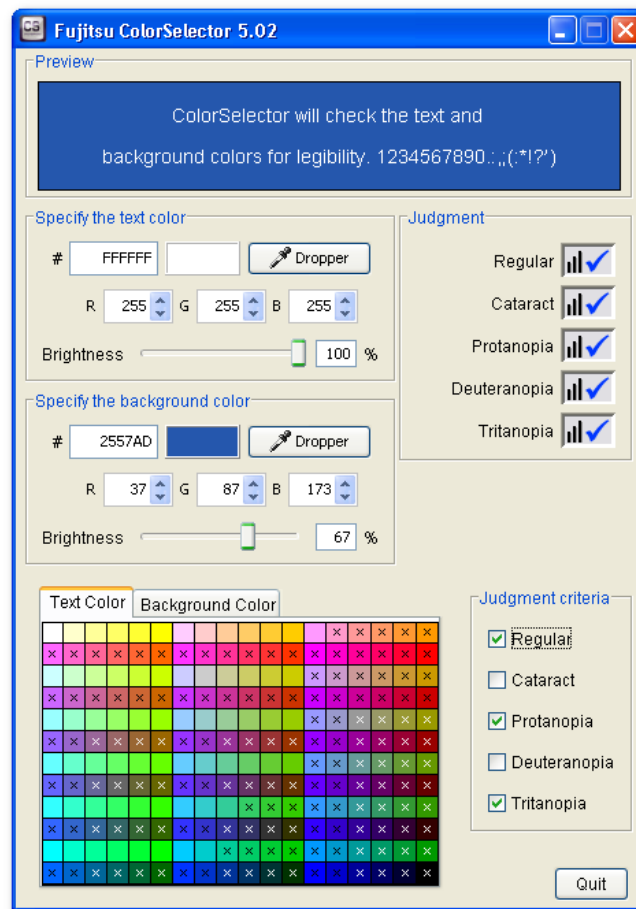 CS Fujitsu ColorSelector 5.02
Preview
ColorSelector will check the text and
background colors for legibility. 1234567890.:,;(:*!?')
Specify the text color
# FFFFFF Dropper
R 255 G 255 B 255
Brightness 100 %
Judgment
Regular
Cataract
Protanopia
Deuteranopia
Tritanopia
Specify the background color
# 2557AD Dropper
R 37 G 87 B 173
Brightness 67 %
Text Color Background Color
Judgment criteria
Regular
Cataract
Protanopia
Deuteranopia
Tritanopia
Quit